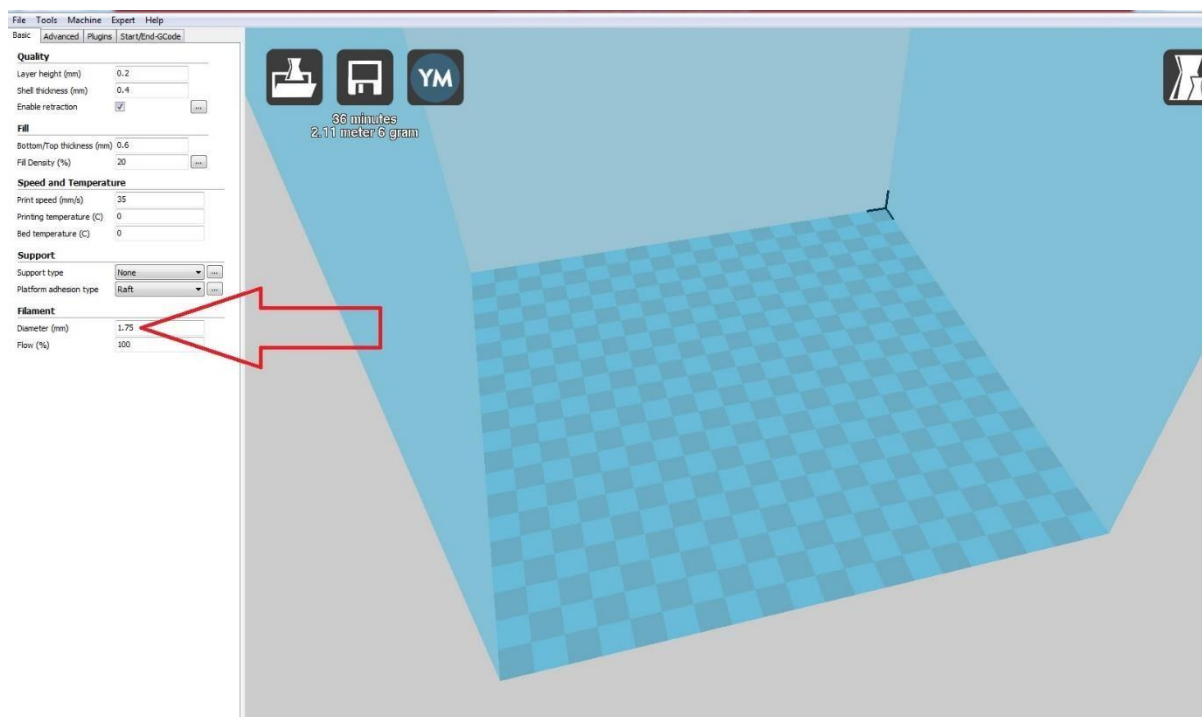 File Tools Machine Expert Help
Basic Advanced Plugins Start/End-GCode
Quality
Layer height (mm) 0.2
Shell thickness (mm) 0.4
Enable retraction ...
Fill
Bottom/Top thickness (mm) 0.6
Fill Density (%) 20 ...
Speed and Temperature
Print speed (mm/s) 35
Printing temperature (C) 0
Bed temperature (C) 0
Support
Support type None ...
Platform adhesion type Raft ...
Filament
Diameter (mm) 1.75
Flow (%) 100
YM
36 minutes
2.11 meter 6 gram